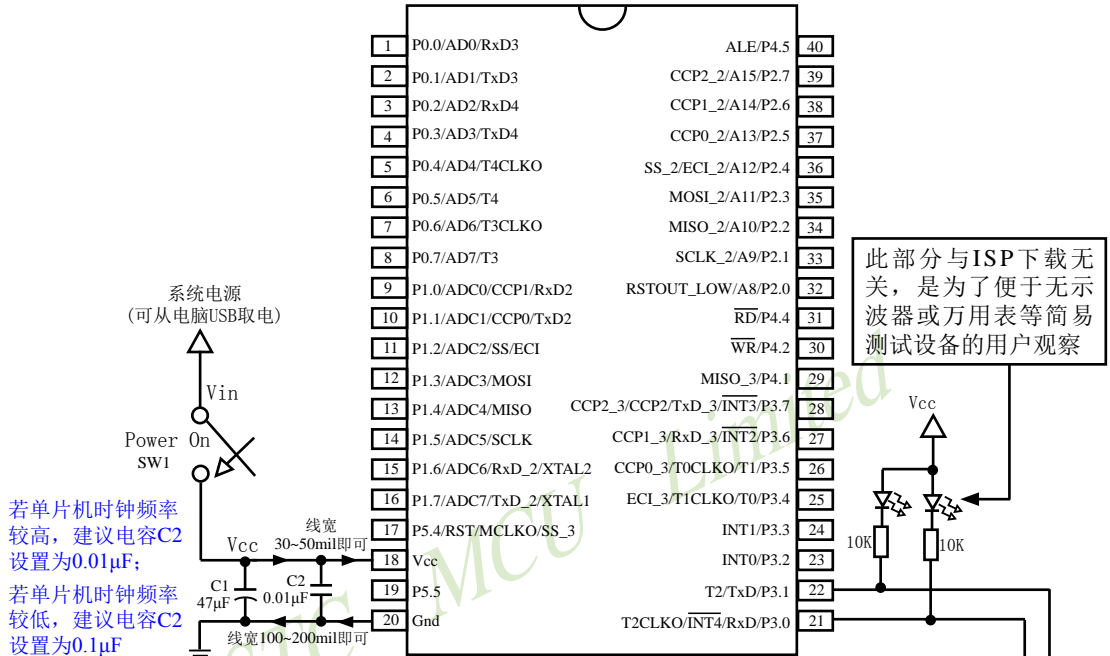 1 P0.0/AD0/RxD3
2 P0.1/AD1/TxD3
3 P0.2/AD2/RxD4
4 P0.3/AD3/TxD4
5 P0.4/AD4/T4CLKO
6 P0.5/AD5/T4
7 P0.6/AD6/T3CLKO
8 P0.7/AD7/T3
9 P1.0/ADC0/CCP1/RxD2
10 P1.1/ADC1/CCP0/TxD2
11 P1.2/ADC2/SS/ECI
12 P1.3/ADC3/MOSI
13 P1.4/ADC4/MISO
14 P1.5/ADC5/SCLK
15 P1.6/ADC6/RxD_2/XTAL2
16 P1.7/ADC7/TxD_2/XTAL1
17 P5.4/RST/MCLKO/SS_3
18 Vcc
19 P5.5
20 Gnd
ALE/P4.5 40
CCP2_2/A15/P2.7 39
CCP1_2/A14/P2.6 38
CCP0_2/A13/P2.5 37
SS_2/ECI_2/A12/P2.4 36
MOSI_2/A11/P2.3 35
MISO_2/A10/P2.2 34
SCLK_2/A9/P2.1 33
RSTOUT_LOW/A8/P2.0 32
RD/P4.4 31
WR/P4.2 30
MISO_3/P4.1 29
CCP2_3/CCP2/TxD_3/INT3/P3.7 28
CCP1_3/RxD_3/INT2/P3.6 27
CCP0_3/T0CLKO/T1/P3.5 26
ECI_3/T1CLKO/T0/P3.4 25
INT1/P3.3 24
INT0/P3.2 23
T2/TxD/P3.1 22
T2CLKO/INT4/RxD/P3.0 21
系统电源
(可从电脑USB取电)
Vin
Power On
SW1
若单片机时钟频率
较高，建议电容C2
设置为0.01μF;
若单片机时钟频率
较低，建议电容C2
设置为0.1μF
Vcc
线宽
30~50mil即可
C1
47μF
C2
0.01μF
线宽100~200mil即可
此部分与ISP下载无
关，是为了便于无示
波器或万用表等简易
测试设备的用户观察
Vcc
10K
10K
STC MCU Limited